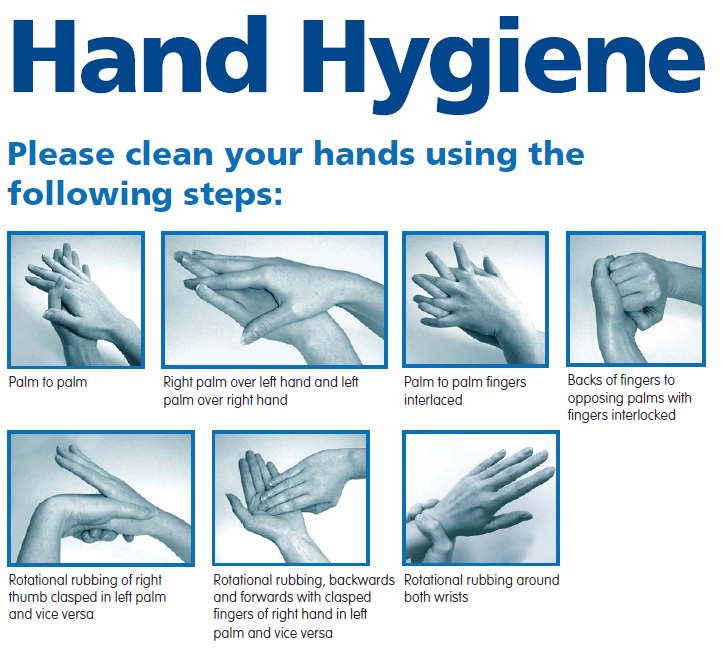 Hand Hygiene
Please clean your hands using the
following steps:
Palm to palm
Right palm over left hand and left
palm over right hand
Palm to palm fingers
interlaced
Backs of fingers to
opposing palms with
fingers interlocked
Rotational rubbing of right
thumb clasped in left palm
and vice versa
Rotational rubbing, backwards
and forwards with clasped
fingers of right hand in left
palm and vice versa
Rotational rubbing around
both wrists